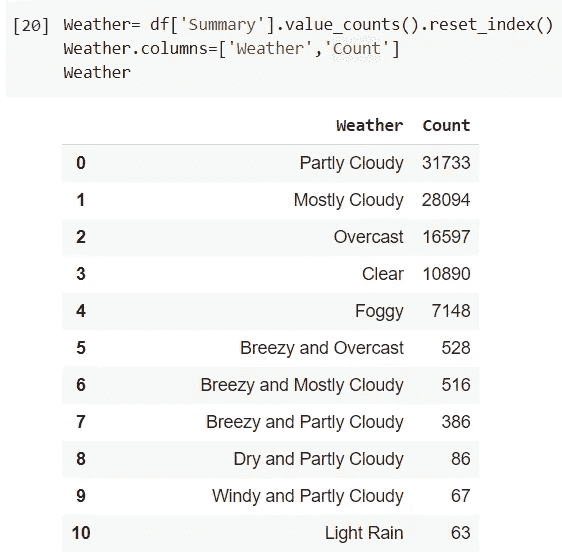 [20] Weather= df['Summary'].value_counts().reset_index()
Weather.columns=['Weather','Count']
Weather
Weather Count
0 Partly Cloudy 31733
1 Mostly Cloudy 28094
2 Overcast 16597
3 Clear 10890
4 Foggy 7148
5 Breezy and Overcast 528
6 Breezy and Mostly Cloudy 516
7 Breezy and Partly Cloudy 386
8 Dry and Partly Cloudy 86
9 Windy and Partly Cloudy 67
10 Light Rain 63